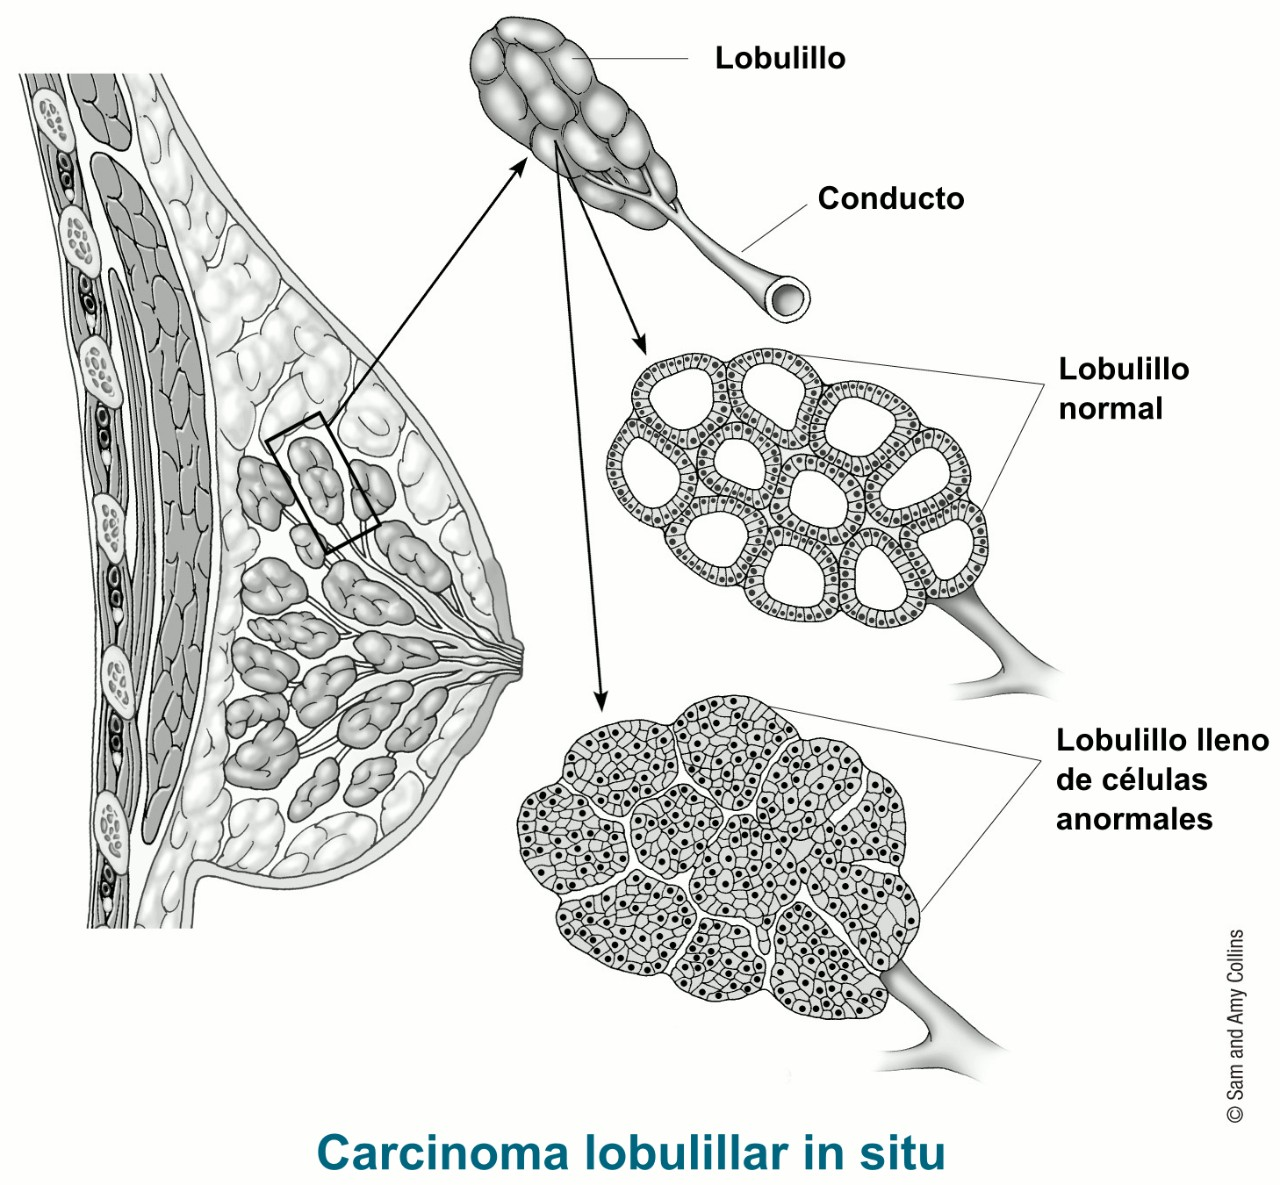 Lobulillo
Conducto
Lobulillo
normal
Lobulillo lleno
de células
anormales
© Sam and Amy Collins
Carcinoma lobulillar in situ